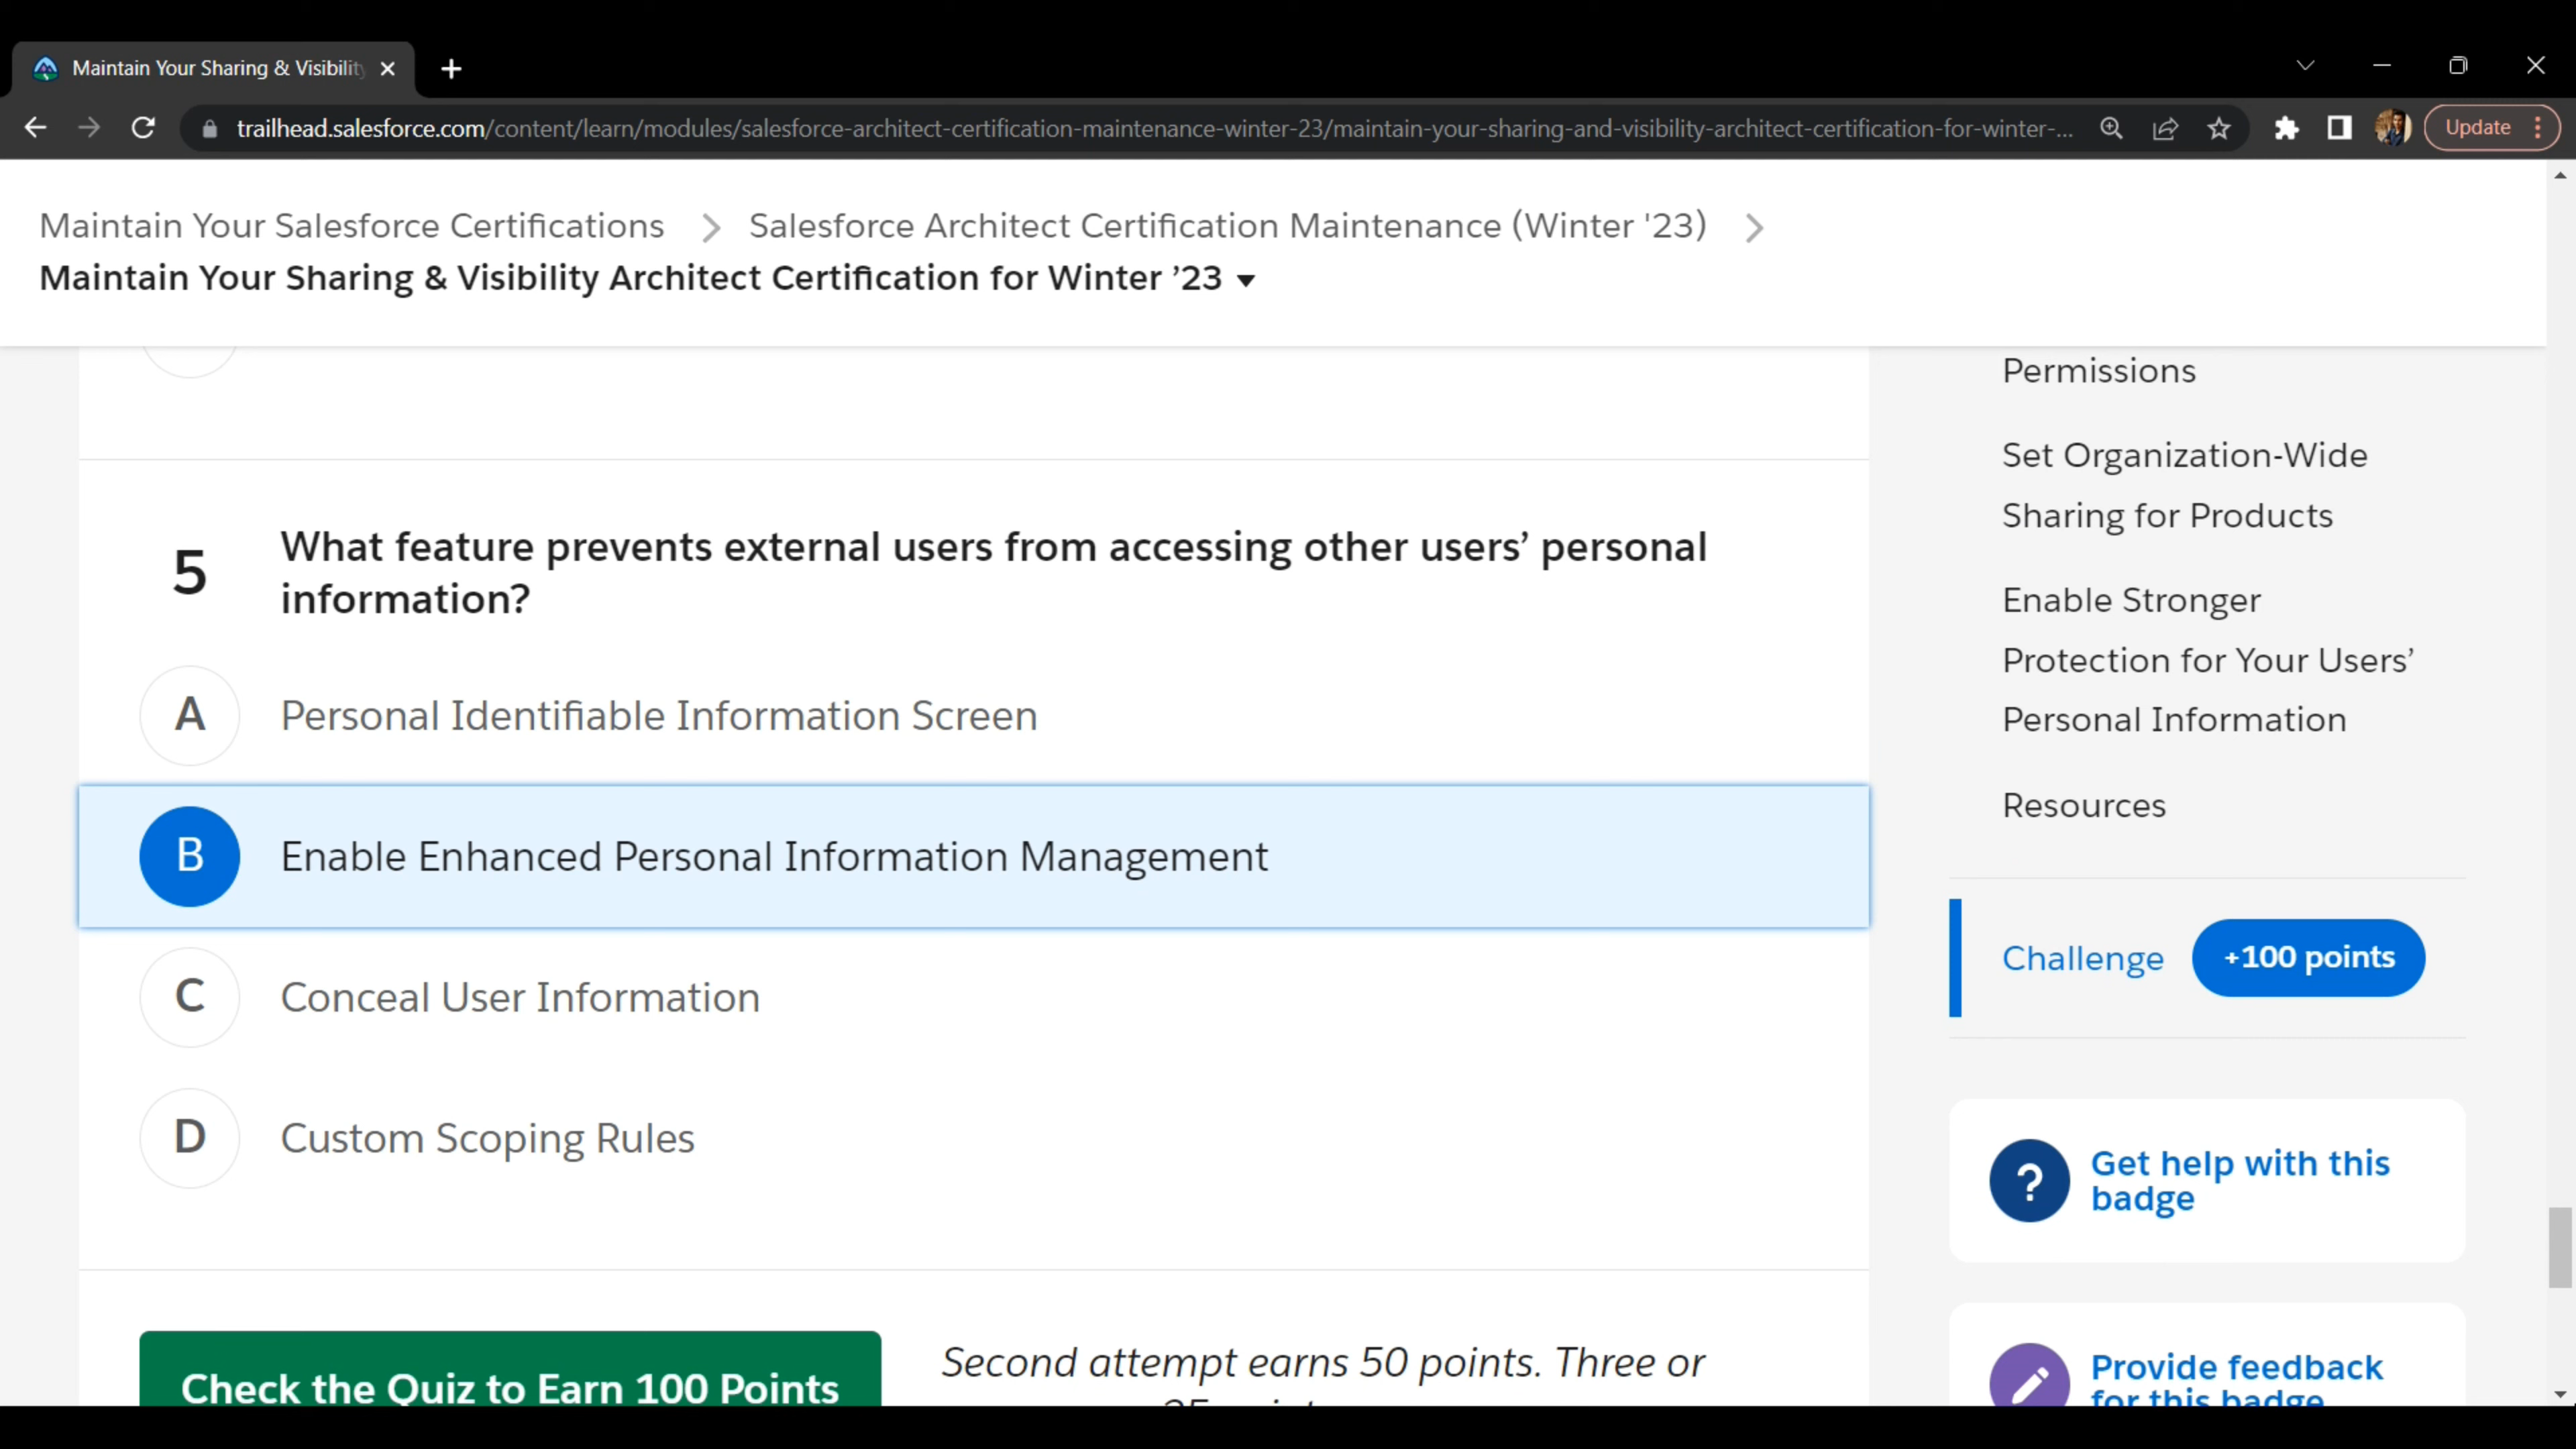 Maintain Your Sharing & Visibility
trailhead.salesforce.com/content/learn/modules/salesforce-architect-certification-maintenance-winter-23/maintain-your-sharing-and-visibility-architect-certification-for-winter-...
Update
Maintain Your Salesforce Certifications > Salesforce Architect Certification Maintenance (Winter '23) >
Maintain Your Sharing & Visibility Architect Certification for Winter ’23
5
What feature prevents external users from accessing other users’ personal
information?
A Personal Identifiable Information Screen
B Enable Enhanced Personal Information Management
C Conceal User Information
D Custom Scoping Rules
Check the Quiz to Earn 100 Points
Second attempt earns 50 points. Three or
Permissions
Set Organization-Wide
Sharing for Products
Enable Stronger
Protection for Your Users’
Personal Information
Resources
Challenge +100 points
? Get help with this
badge
Provide feedback
for this badge